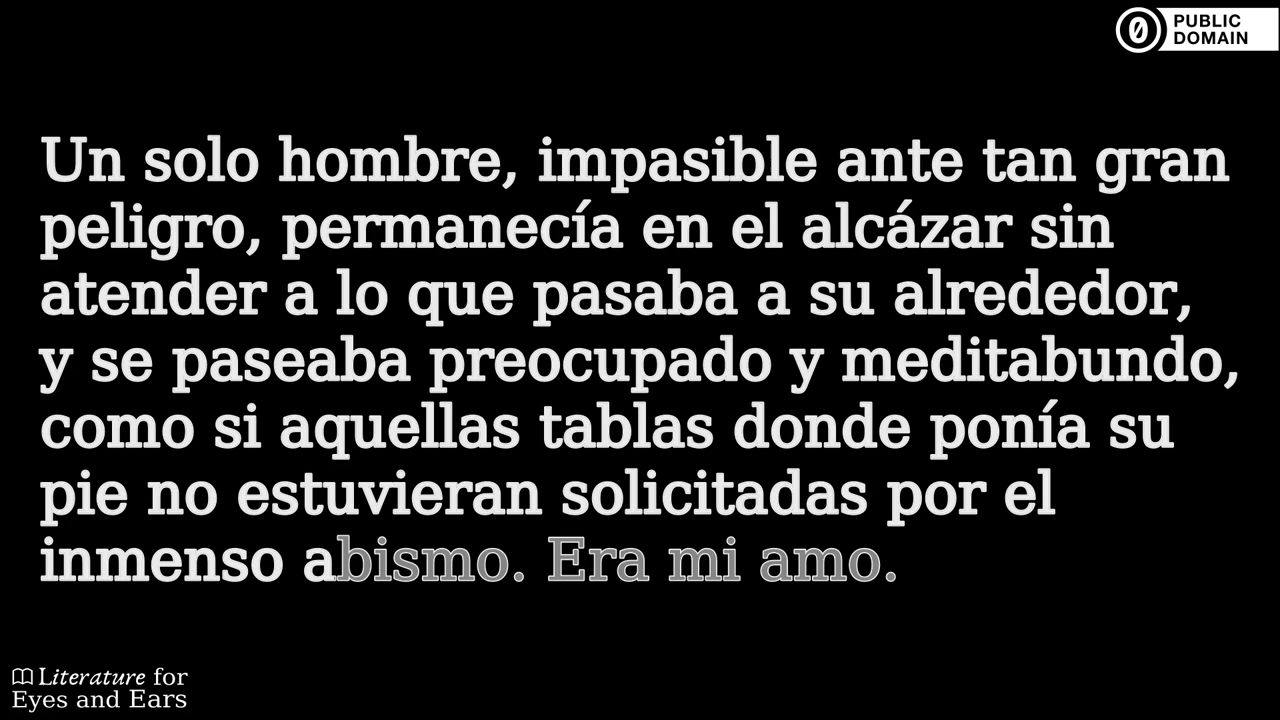 PUBLIC
DOMAIN
Un solo hombre, impasible ante tan gran
peligro, permanecía en el alcázar sin
atender a lo que pasaba a su alrededor,
y se paseaba preocupado y meditabundo,
como si aquellas tablas donde ponía su
pie no estuvieran solicitadas por el
inmenso abismo. Era mi amo.
Literature for
Eyes and Ears